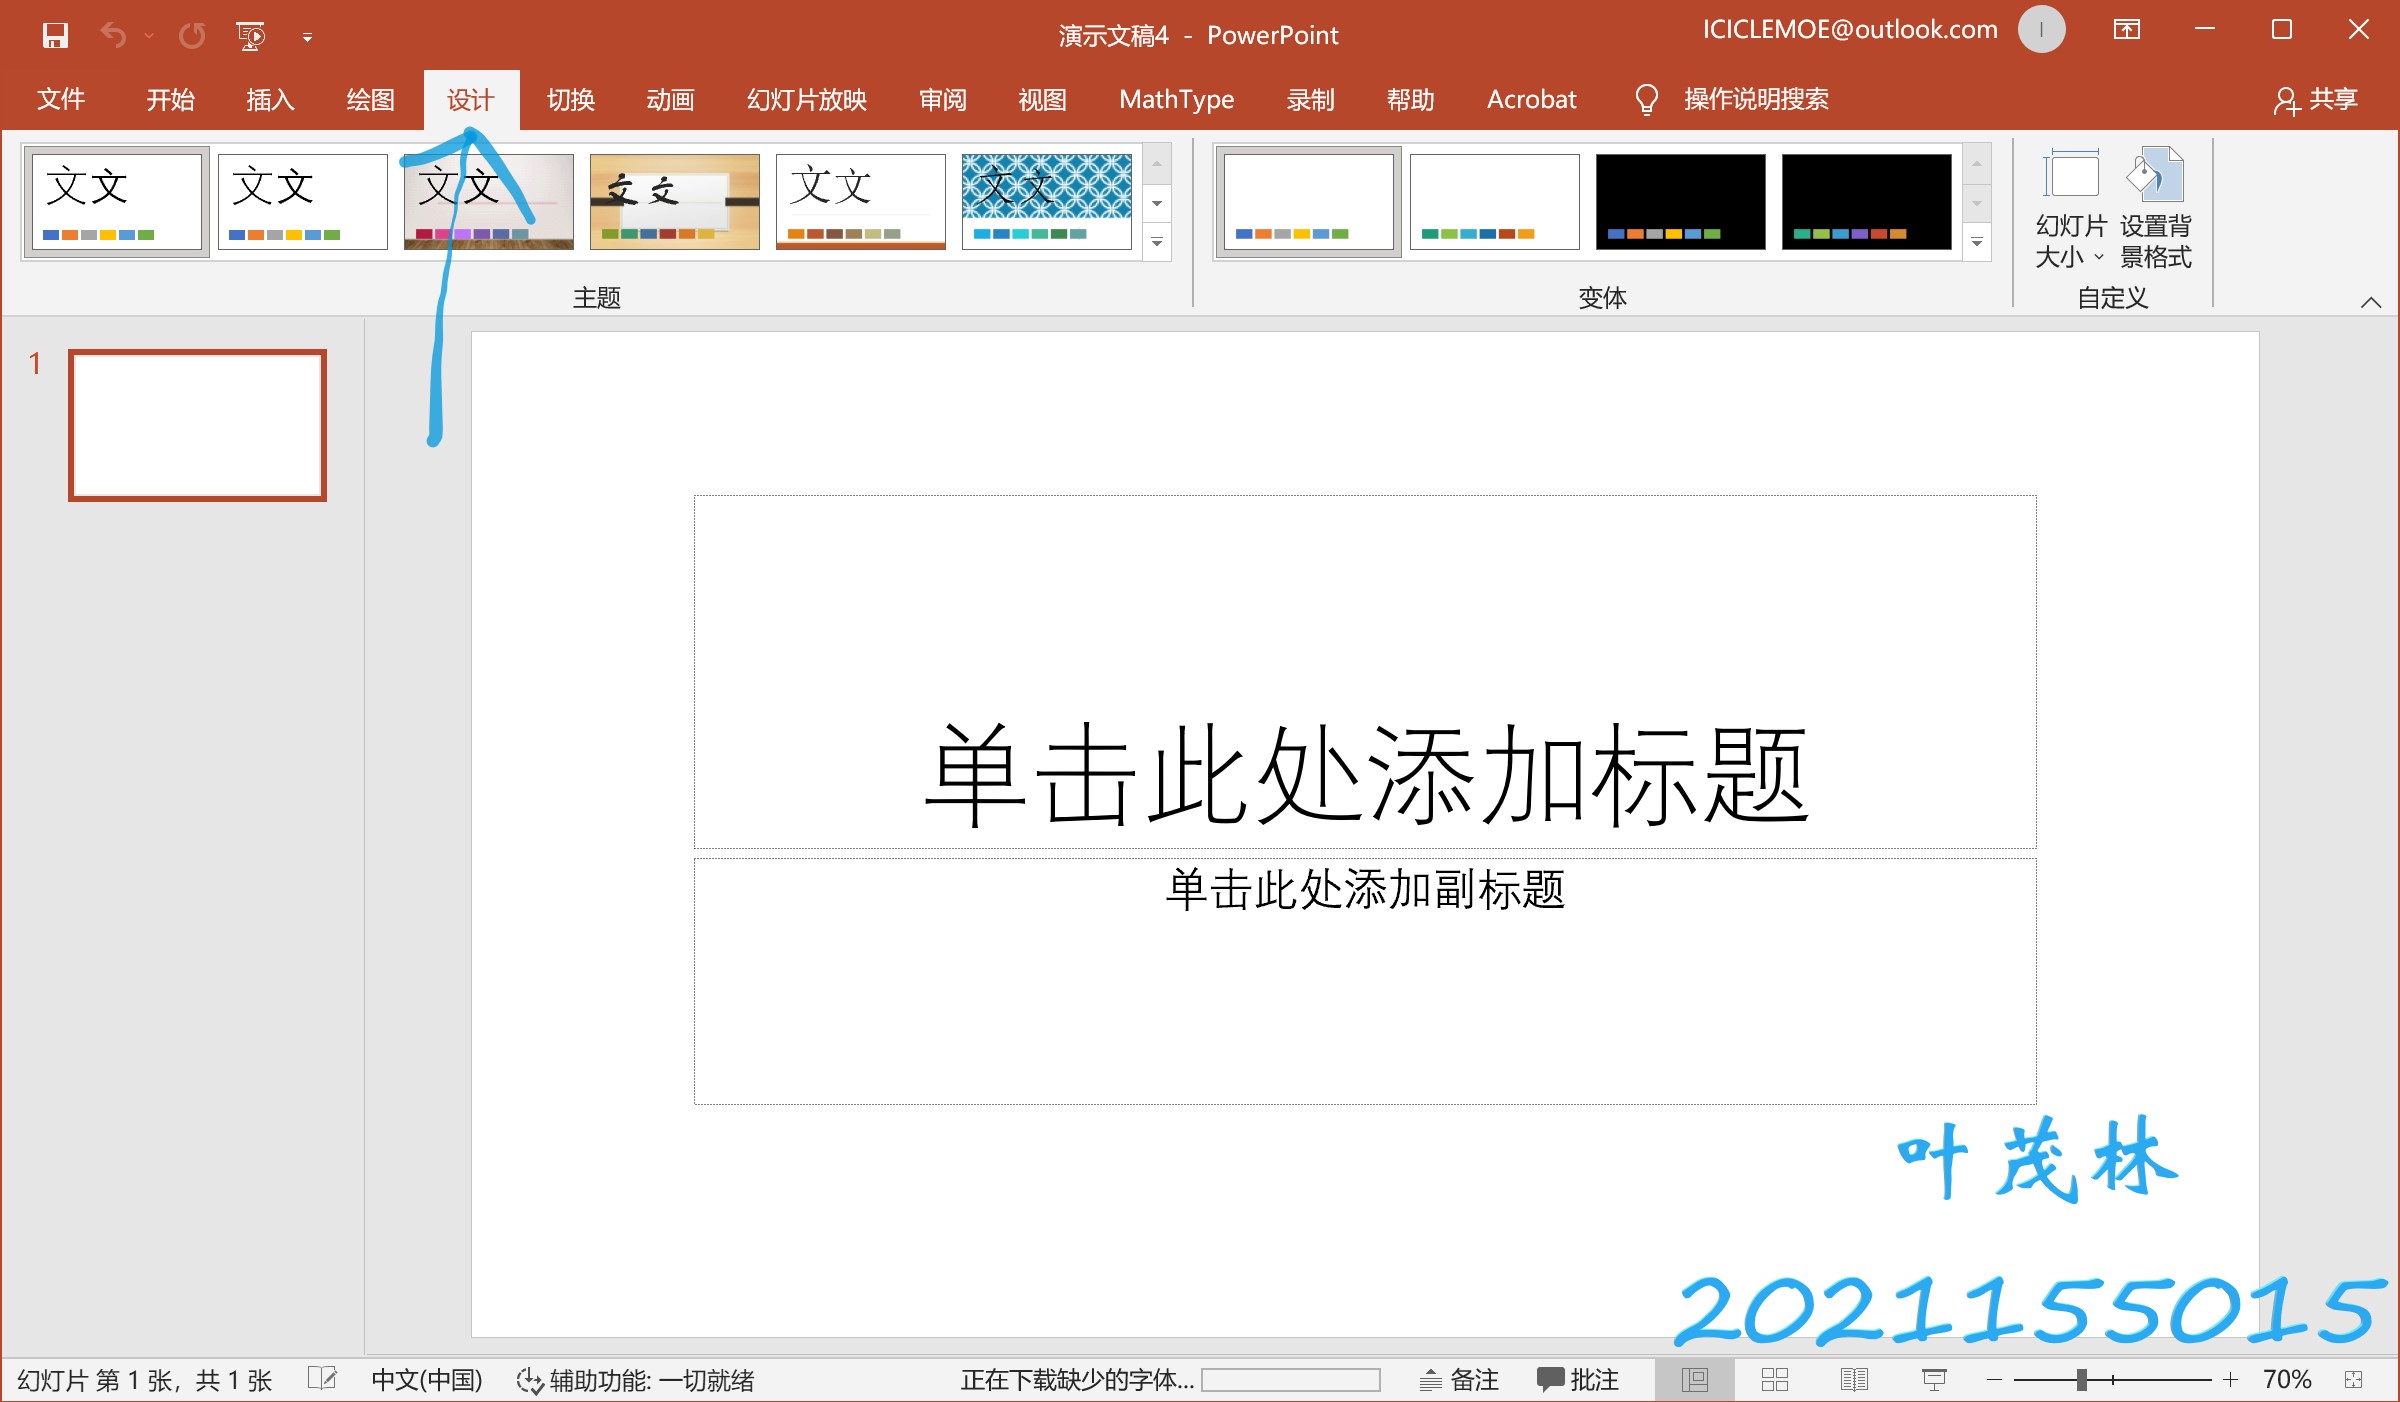 演示文稿4 - PowerPoint
ICICLEMOE@outlook.com
I
文件 开始 插入 绘图 设计 切换 动画 幻灯片放映 审阅 视图 MathType 录制 帮助 Acrobat 操作说明搜索 共享
文文 文文 文文 文文 文文 文文
幻灯片 设置背
大小 景格式
主题 变体 自定义
1
单击此处添加标题
单击此处添加副标题
叶茂林
2021155015
幻灯片 第 1 张，共 1 张 中文(中国) 辅助功能: 一切就绪 正在下载缺少的字体... 备注 批注 70%